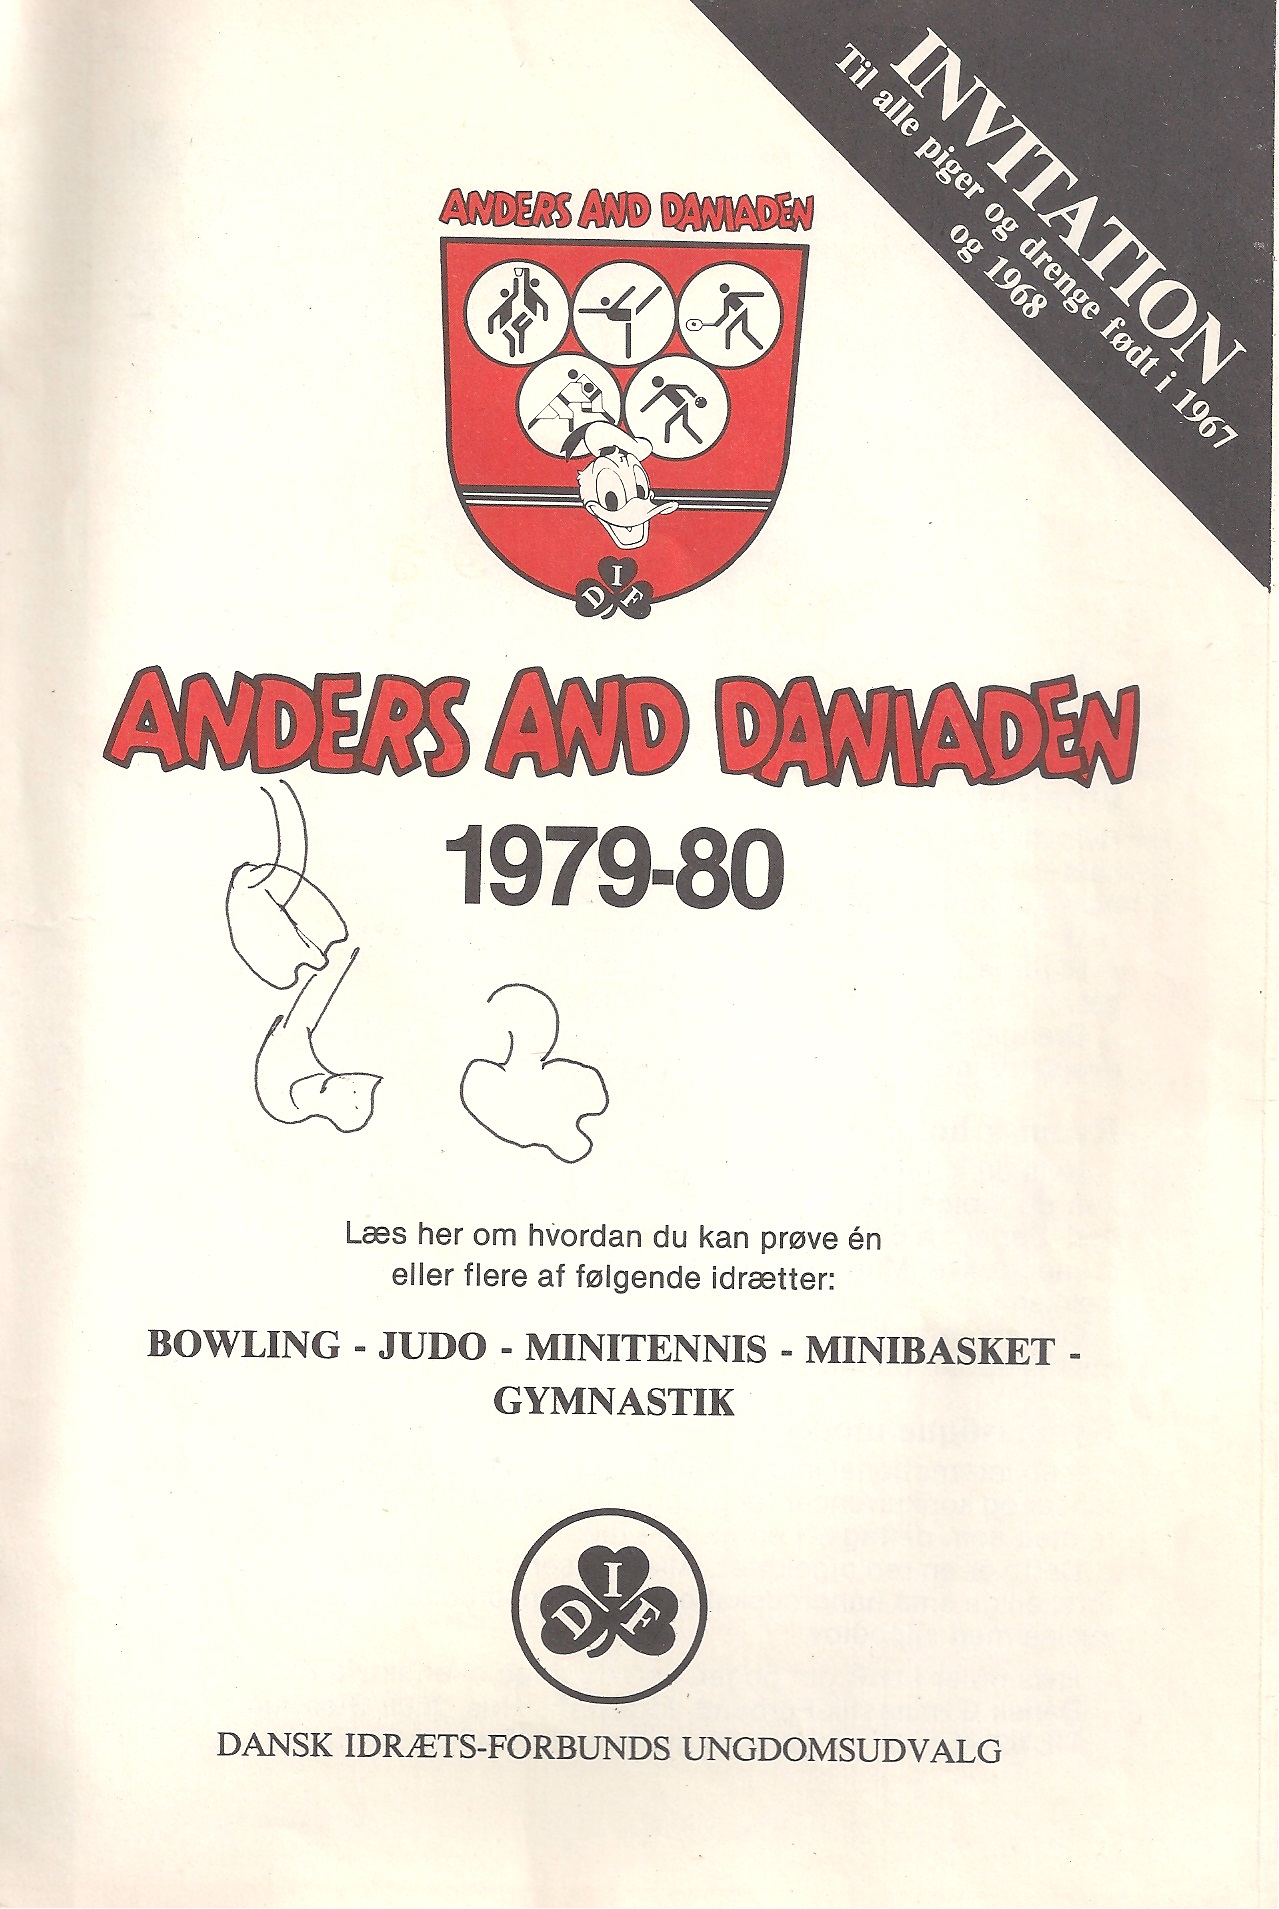 INVITATION
Til alle piger og drenge født i 1967
og 1968
ANDERS AND DANIADEN
D I F
ANDERS AND DANIADEN
1979-80
Læs her om hvordan du kan prøve én
eller flere af følgende idrætter:
BOWLING - JUDO - MINITENNIS - MINIBASKET -
GYMNASTIK
D I F
DANSK IDRÆTS-FORBUNDS UNGDOMSUDVALG